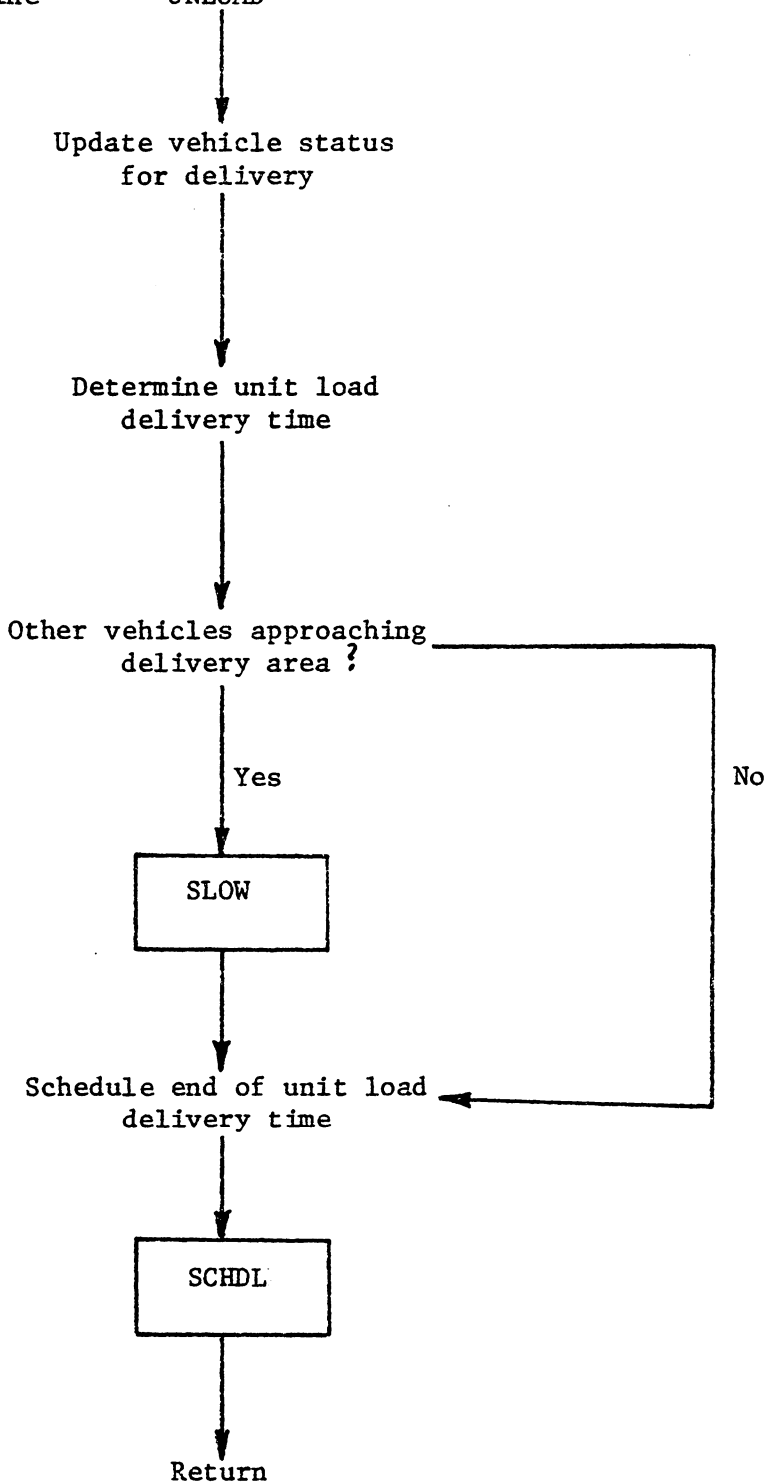 UNLOAD
Update vehicle status
for delivery
Determine unit load
delivery time
Other vehicles approaching
delivery area ?
Yes
No
SLOW
Schedule end of unit load
delivery time
SCHDL
Return